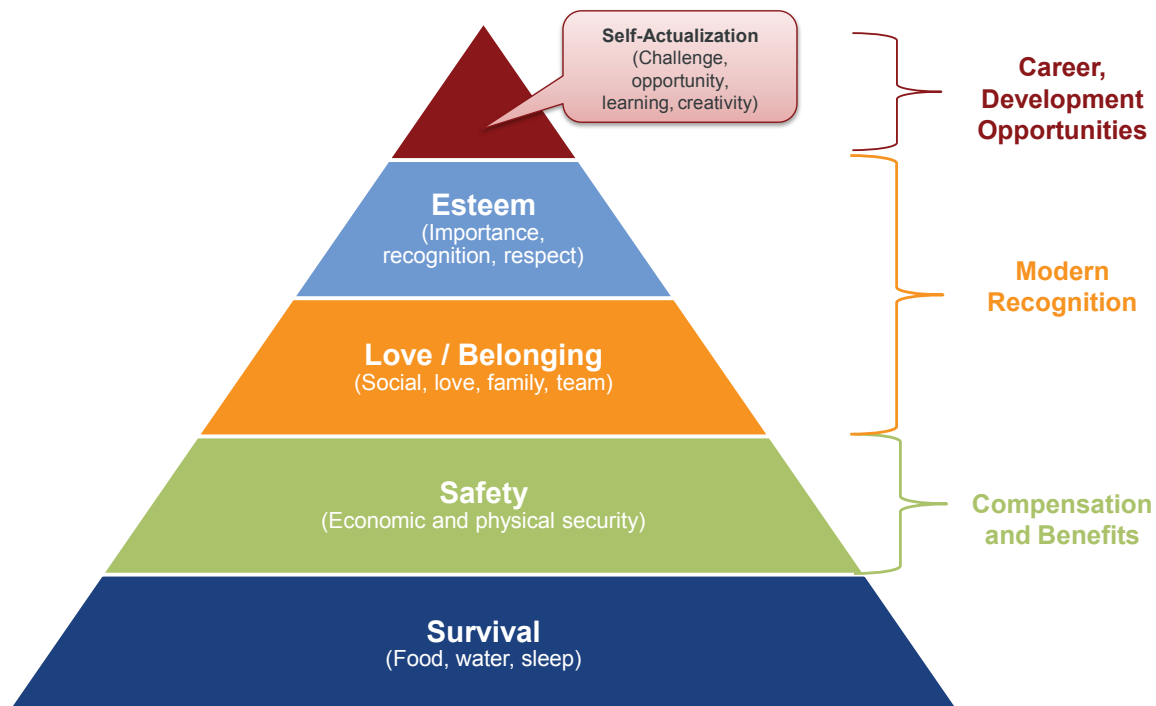 Self-Actualization
(Challenge,
opportunity,
learning, creativity)
Career,
Development
Opportunities
Esteem
(Importance,
recognition, respect)
Modern
Recognition
Love / Belonging
(Social, love, family, team)
Safety
(Economic and physical security)
Compensation
and Benefits
Survival
(Food, water, sleep)